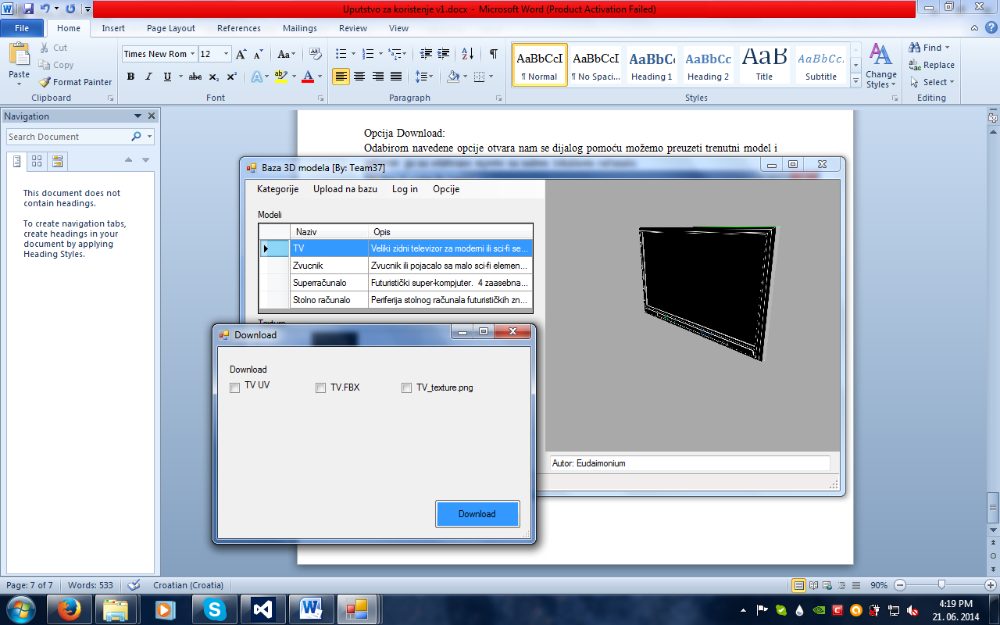 Uputstvo za koristenje v1.docx - Microsoft Word (Product Activation Failed)
File Home Insert Page Layout References Mailings Review View
Paste
Cut
Copy
Format Painter
Clipboard
Times New Rom 12
Font
Paragraph
AaBbCcI AaBbCcI AaBbCc AaBbCc AaB AaBbCc.
¶ Normal ¶ No Spaci... Heading 1 Heading 2 Title Subtitle
Styles
Change Styles
Find
Replace
Select
Editing
Navigation
Search Document
This document does not
contain headings.
To create navigation tabs,
create headings in your
document by applying
Heading Styles.
Opcija Download:
Odabirom navedene opcije otvara nam se dijalog pomoću možemo preuzeti trenutni model i
Baza 3D modela [By: Team37]
Kategorije Upload na bazu Log in Opcije
Modeli
Naziv Opis
TV Veliki zidni televizor za moderni ili sci-fi se...
Zvucnik Zvucnik ili pojacalo sa malo sci-fi elemen...
Superračunalo Futuristički super-kompjuter. 4 zaasebna...
Stolno računalo Periferija stolnog računala futurističkih zn...
Autor: Eudaimonium
Download
Download
TV UV TV.FBX TV_texture.png
Download
Page: 7 of 7 Words: 533 Croatian (Croatia) 90%
4:19 PM
21. 06. 2014